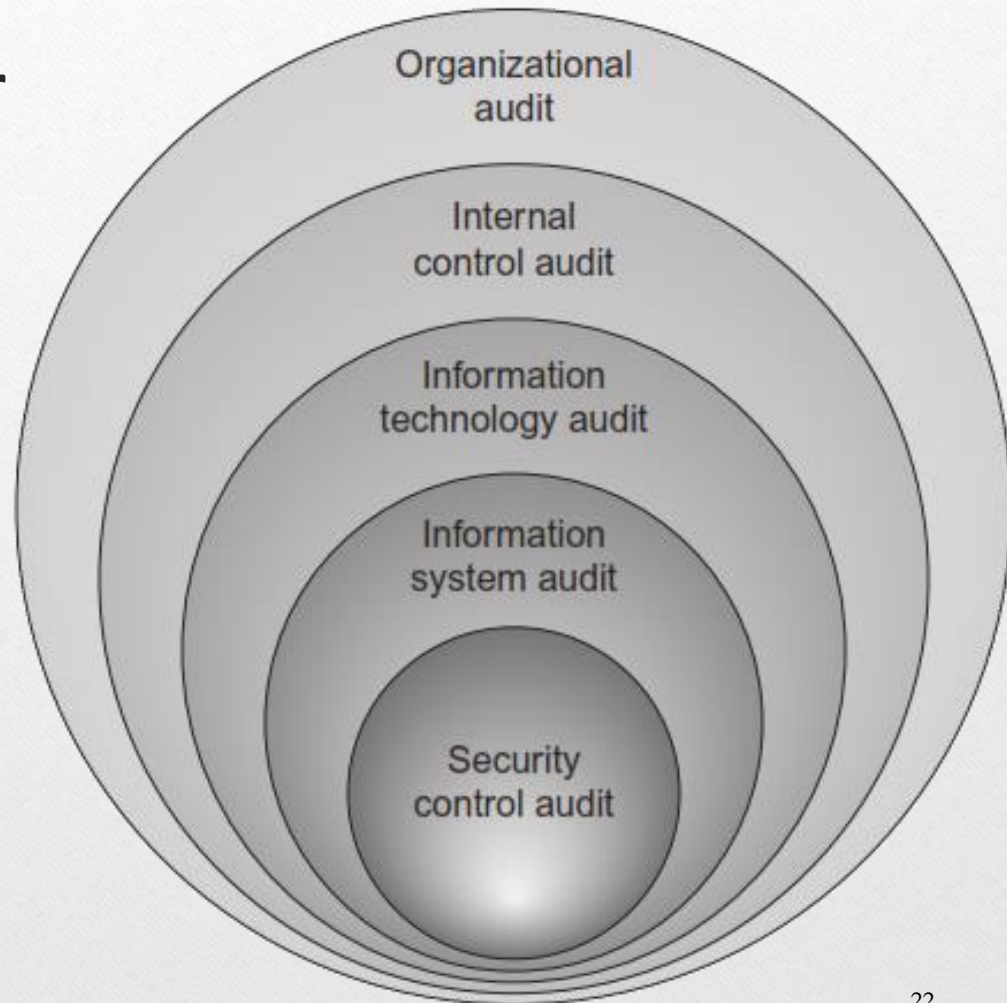 Organizational
audit
Internal
control audit
Information
technology audit
Information
system audit
Security
control audit
22